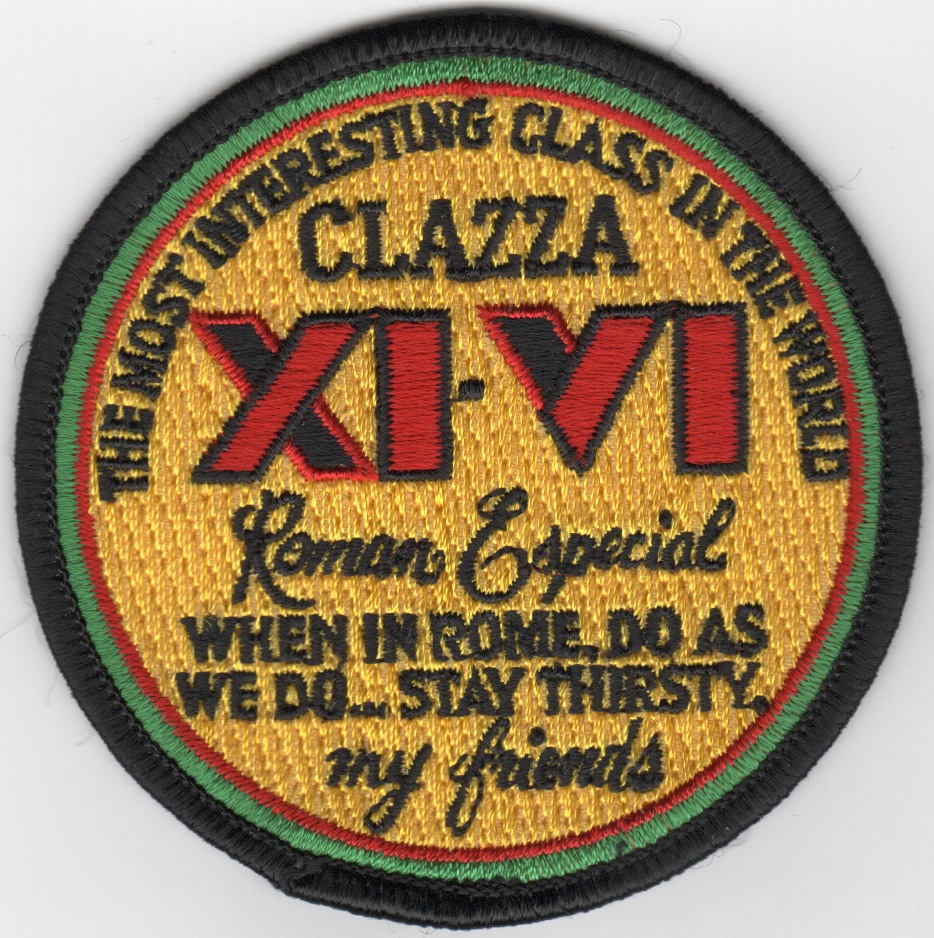 THE MOST INTERESTING CLASS IN THE WORLD
CLAZZA
XI-VI
Roman Especial
WHEN IN ROME, DO AS
WE DO... STAY THIRSTY,
my friends